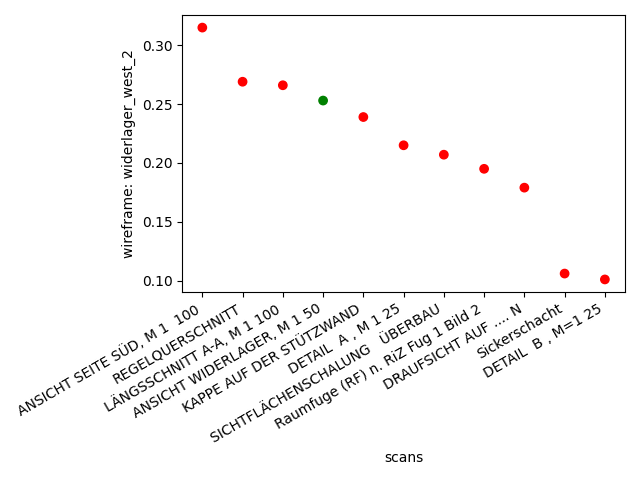 0.30
0.25
0.20
0.15
0.10
wireframe: widerlager_west_2
ANSICHT SEITE SÜD, M 1  100
REGELQUERSCHNITT
LÄNGSSCHNITT A-A, M 1 100
ANSICHT WIDERLAGER, M 1 50
KAPPE AUF DER STÜTZWAND
DETAIL  A , M 1 25
SICHTFLÄCHENSCHALUNG   ÜBERBAU
Raumfuge (RF) n. RiZ Fug 1 Bild 2
DRAUFSICHT AUF .... N
Sickerschacht
DETAIL  B , M=1 25
scans